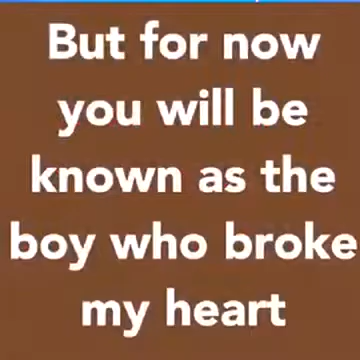 But for now
you will be
known as the
boy who broke
my heart